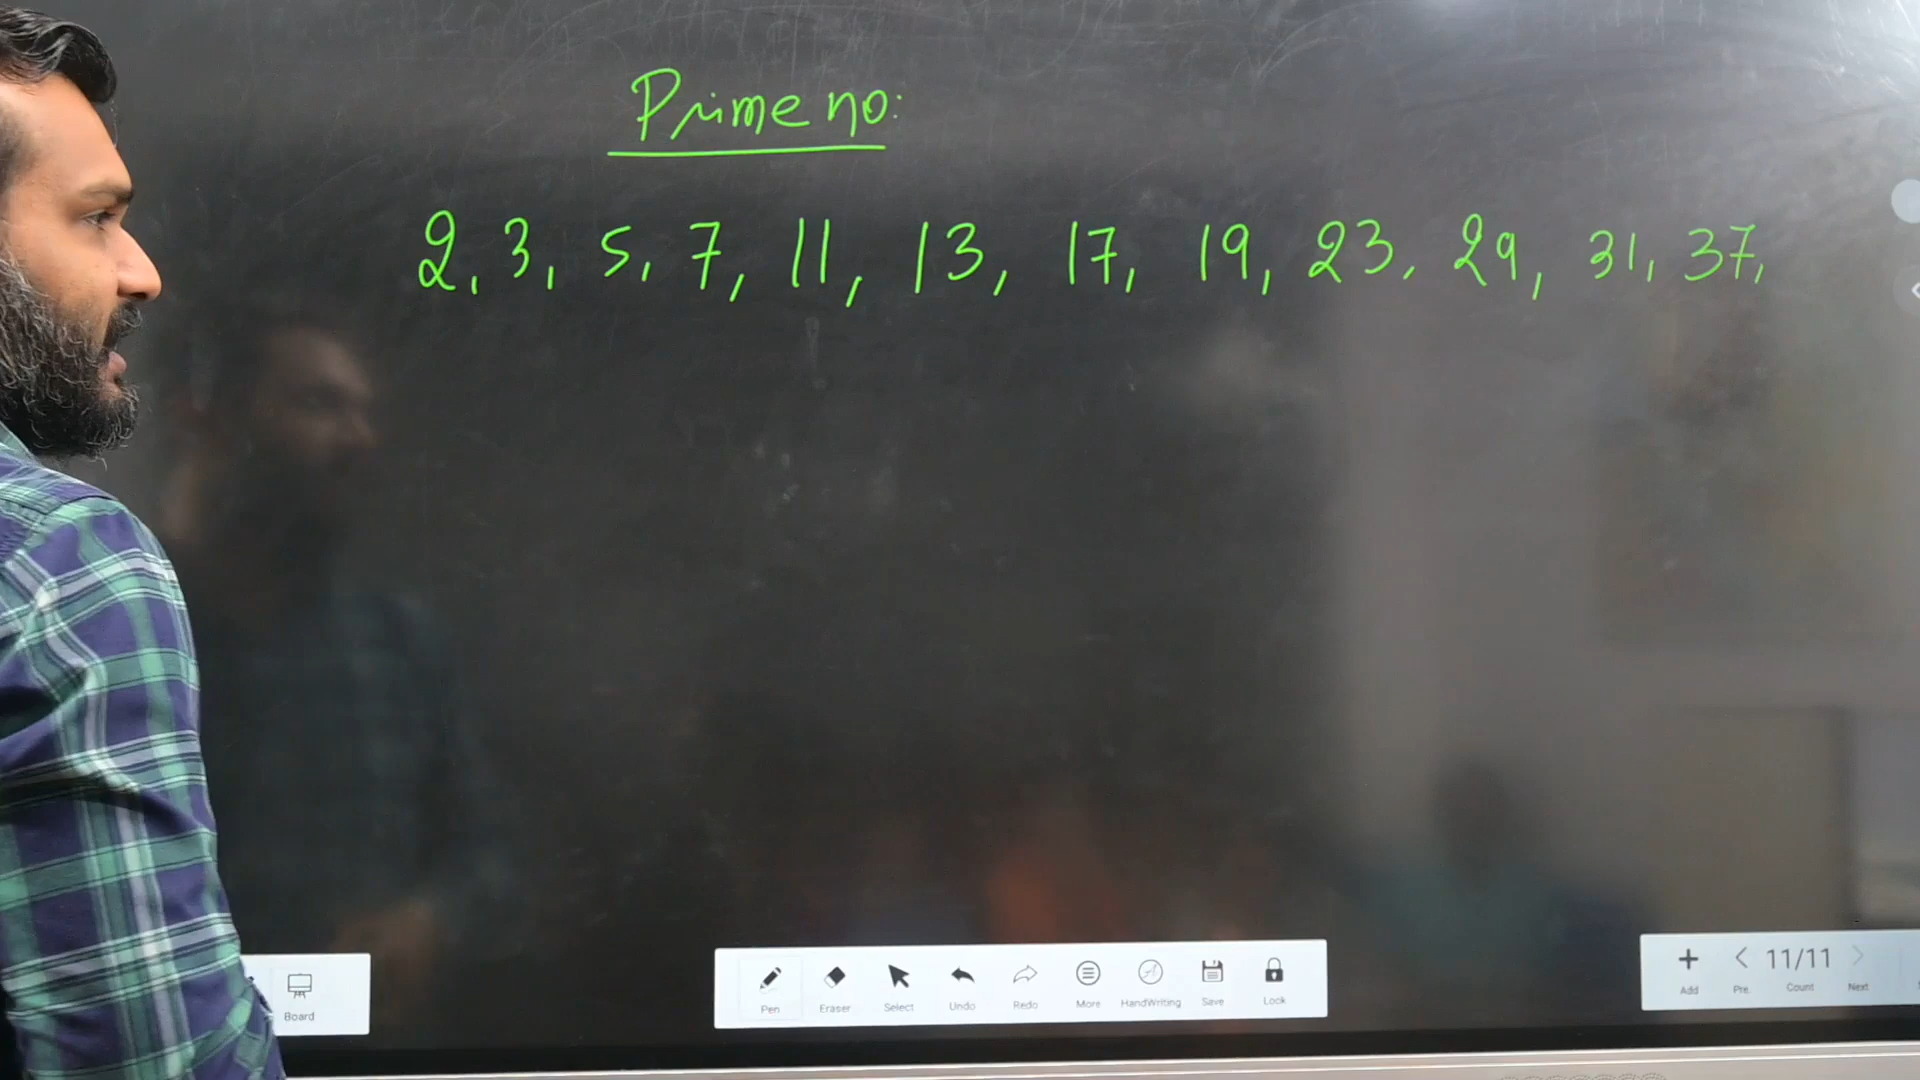 Prime no:
2, 3, 5, 7, 11, 13, 17, 19, 23, 29, 31, 37,
Board
Pen Eraser Select Undo Redo More HandWriting Save Lock
11/11
Add Pre. Count Next